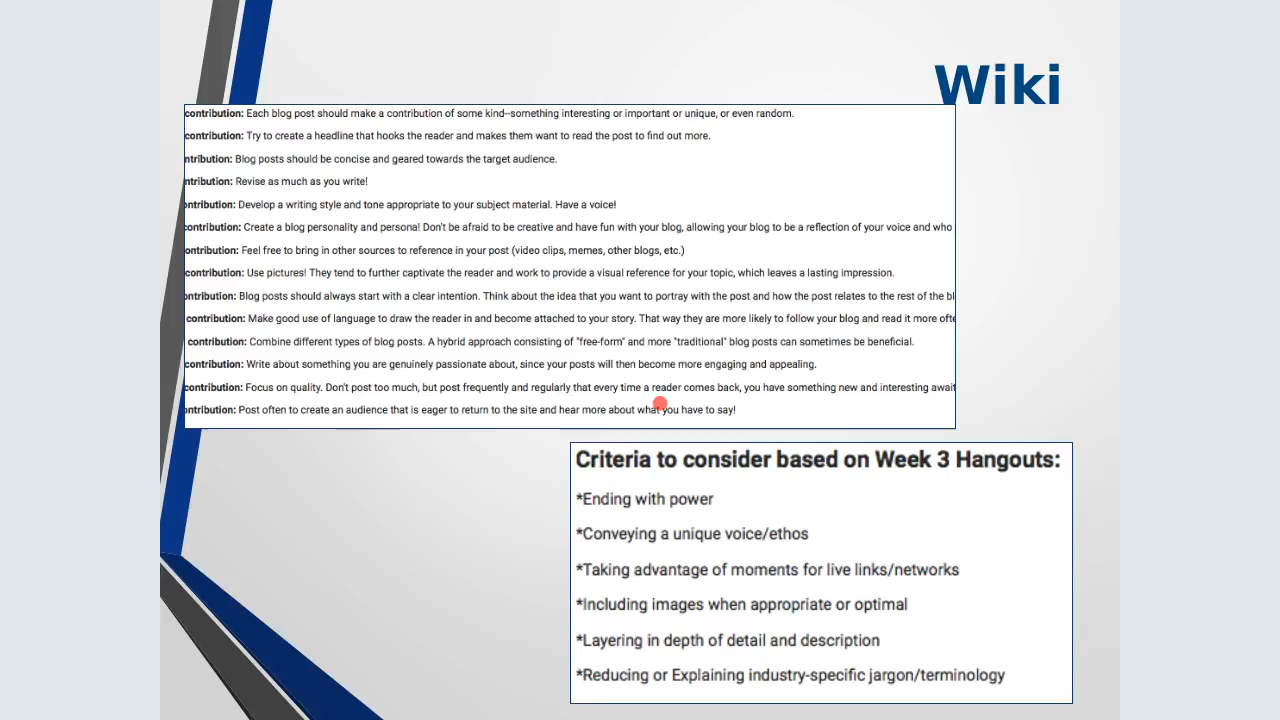 Wiki
contribution: Each blog post should make a contribution of some kind--something interesting or important or unique, or even random.
contribution: Try to create a headline that hooks the reader and makes them want to read the post to find out more.
ntribution: Blog posts should be concise and geared towards the target audience.
ntribution: Revise as much as you write!
ontribution: Develop a writing style and tone appropriate to your subject material. Have a voice!
contribution: Create a blog personality and persona! Don't be afraid to be creative and have fun with your blog, allowing your blog to be a reflection of your voice and who
ontribution: Feel free to bring in other sources to reference in your post (video clips, memes, other blogs, etc.)
contribution: Use pictures! They tend to further captivate the reader and work to provide a visual reference for your topic, which leaves a lasting impression.
ontribution: Blog posts should always start with a clear intention. Think about the idea that you want to portray with the post and how the post relates to the rest of the bl
contribution: Make good use of language to draw the reader in and become attached to your story. That way they are more likely to follow your blog and read it more ofte
contribution: Combine different types of blog posts. A hybrid approach consisting of "free-form" and more "traditional" blog posts can sometimes be beneficial.
contribution: Write about something you are genuinely passionate about, since your posts will then become more engaging and appealing.
contribution: Focus on quality. Don't post too much, but post frequently and regularly that every time a reader comes back, you have something new and interesting await
ontribution: Post often to create an audience that is eager to return to the site and hear more about what you have to say!
Criteria to consider based on Week 3 Hangouts:
*Ending with power
*Conveying a unique voice/ethos
*Taking advantage of moments for live links/networks
*Including images when appropriate or optimal
*Layering in depth of detail and description
*Reducing or Explaining industry-specific jargon/terminology